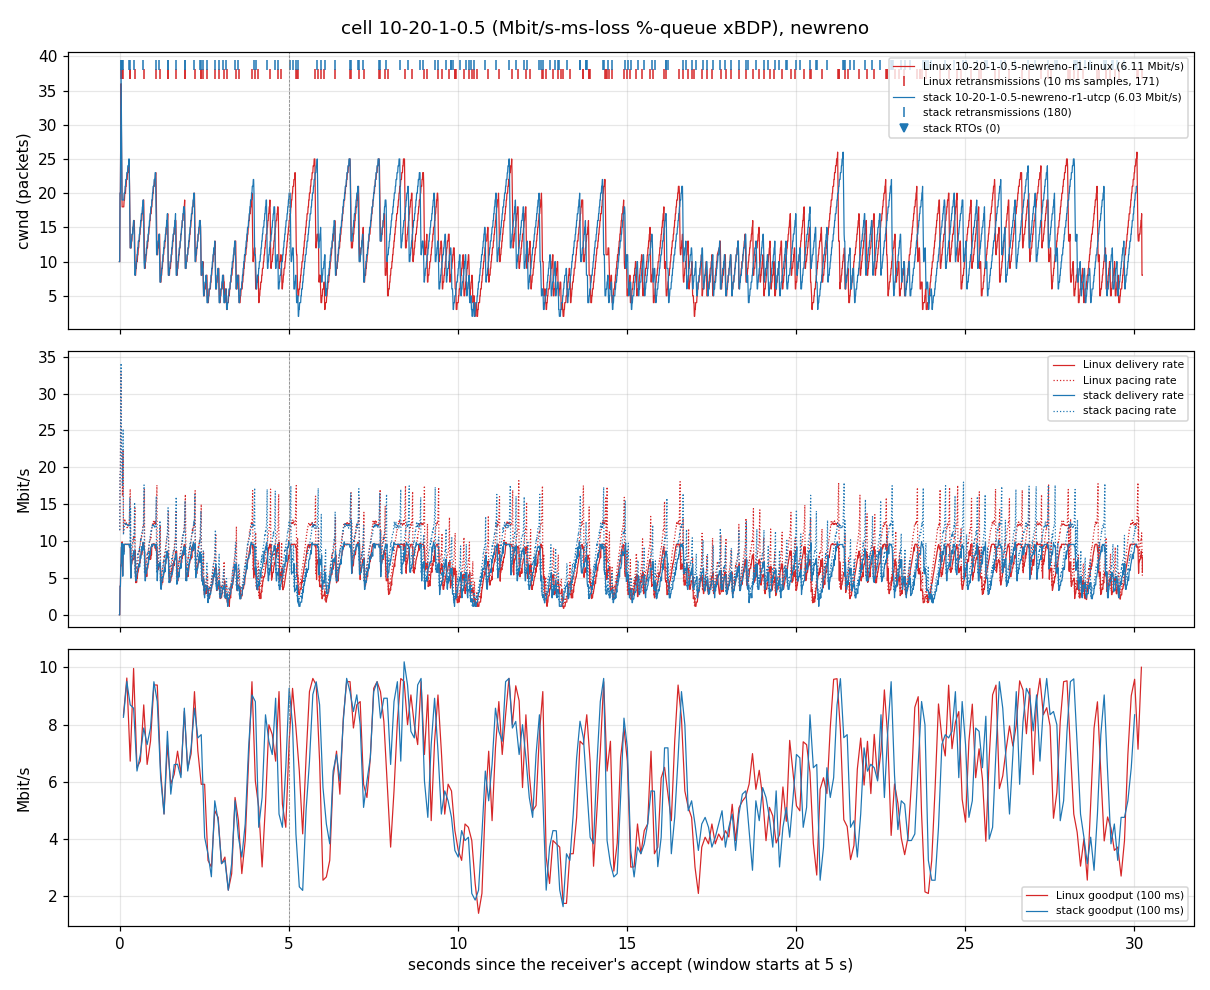 cell 10-20-1-0.5 (Mbit/s-ms-loss %-queue xBDP), newreno
cwnd (packets)
40
35
30
25
20
15
10
5
Linux 10-20-1-0.5-newreno-r1-linux (6.11 Mbit/s)
Linux retransmissions (10 ms samples, 171)
stack 10-20-1-0.5-newreno-r1-utcp (6.03 Mbit/s)
stack retransmissions (180)
stack RTOs (0)
Mbit/s
35
30
25
20
15
10
5
0
Linux delivery rate
Linux pacing rate
stack delivery rate
stack pacing rate
Mbit/s
10
8
6
4
2
Linux goodput (100 ms)
stack goodput (100 ms)
0
5
10
15
20
25
30
seconds since the receiver's accept (window starts at 5 s)